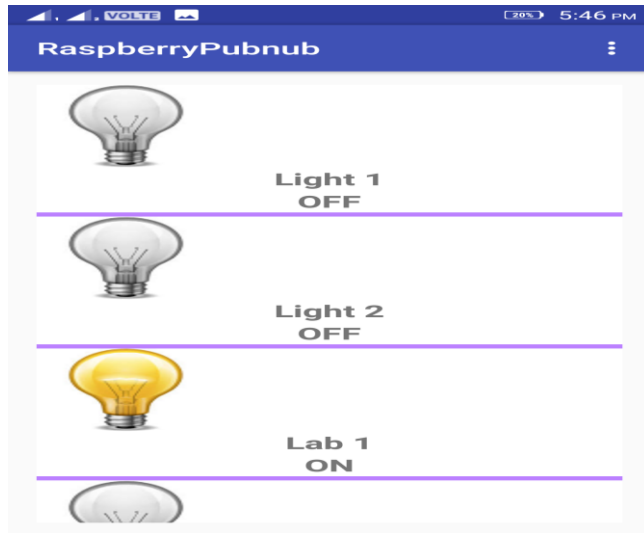 VOLTE
20% 5:46 PM
RaspberryPubnub
Light 1
OFF
Light 2
OFF
Lab 1
ON